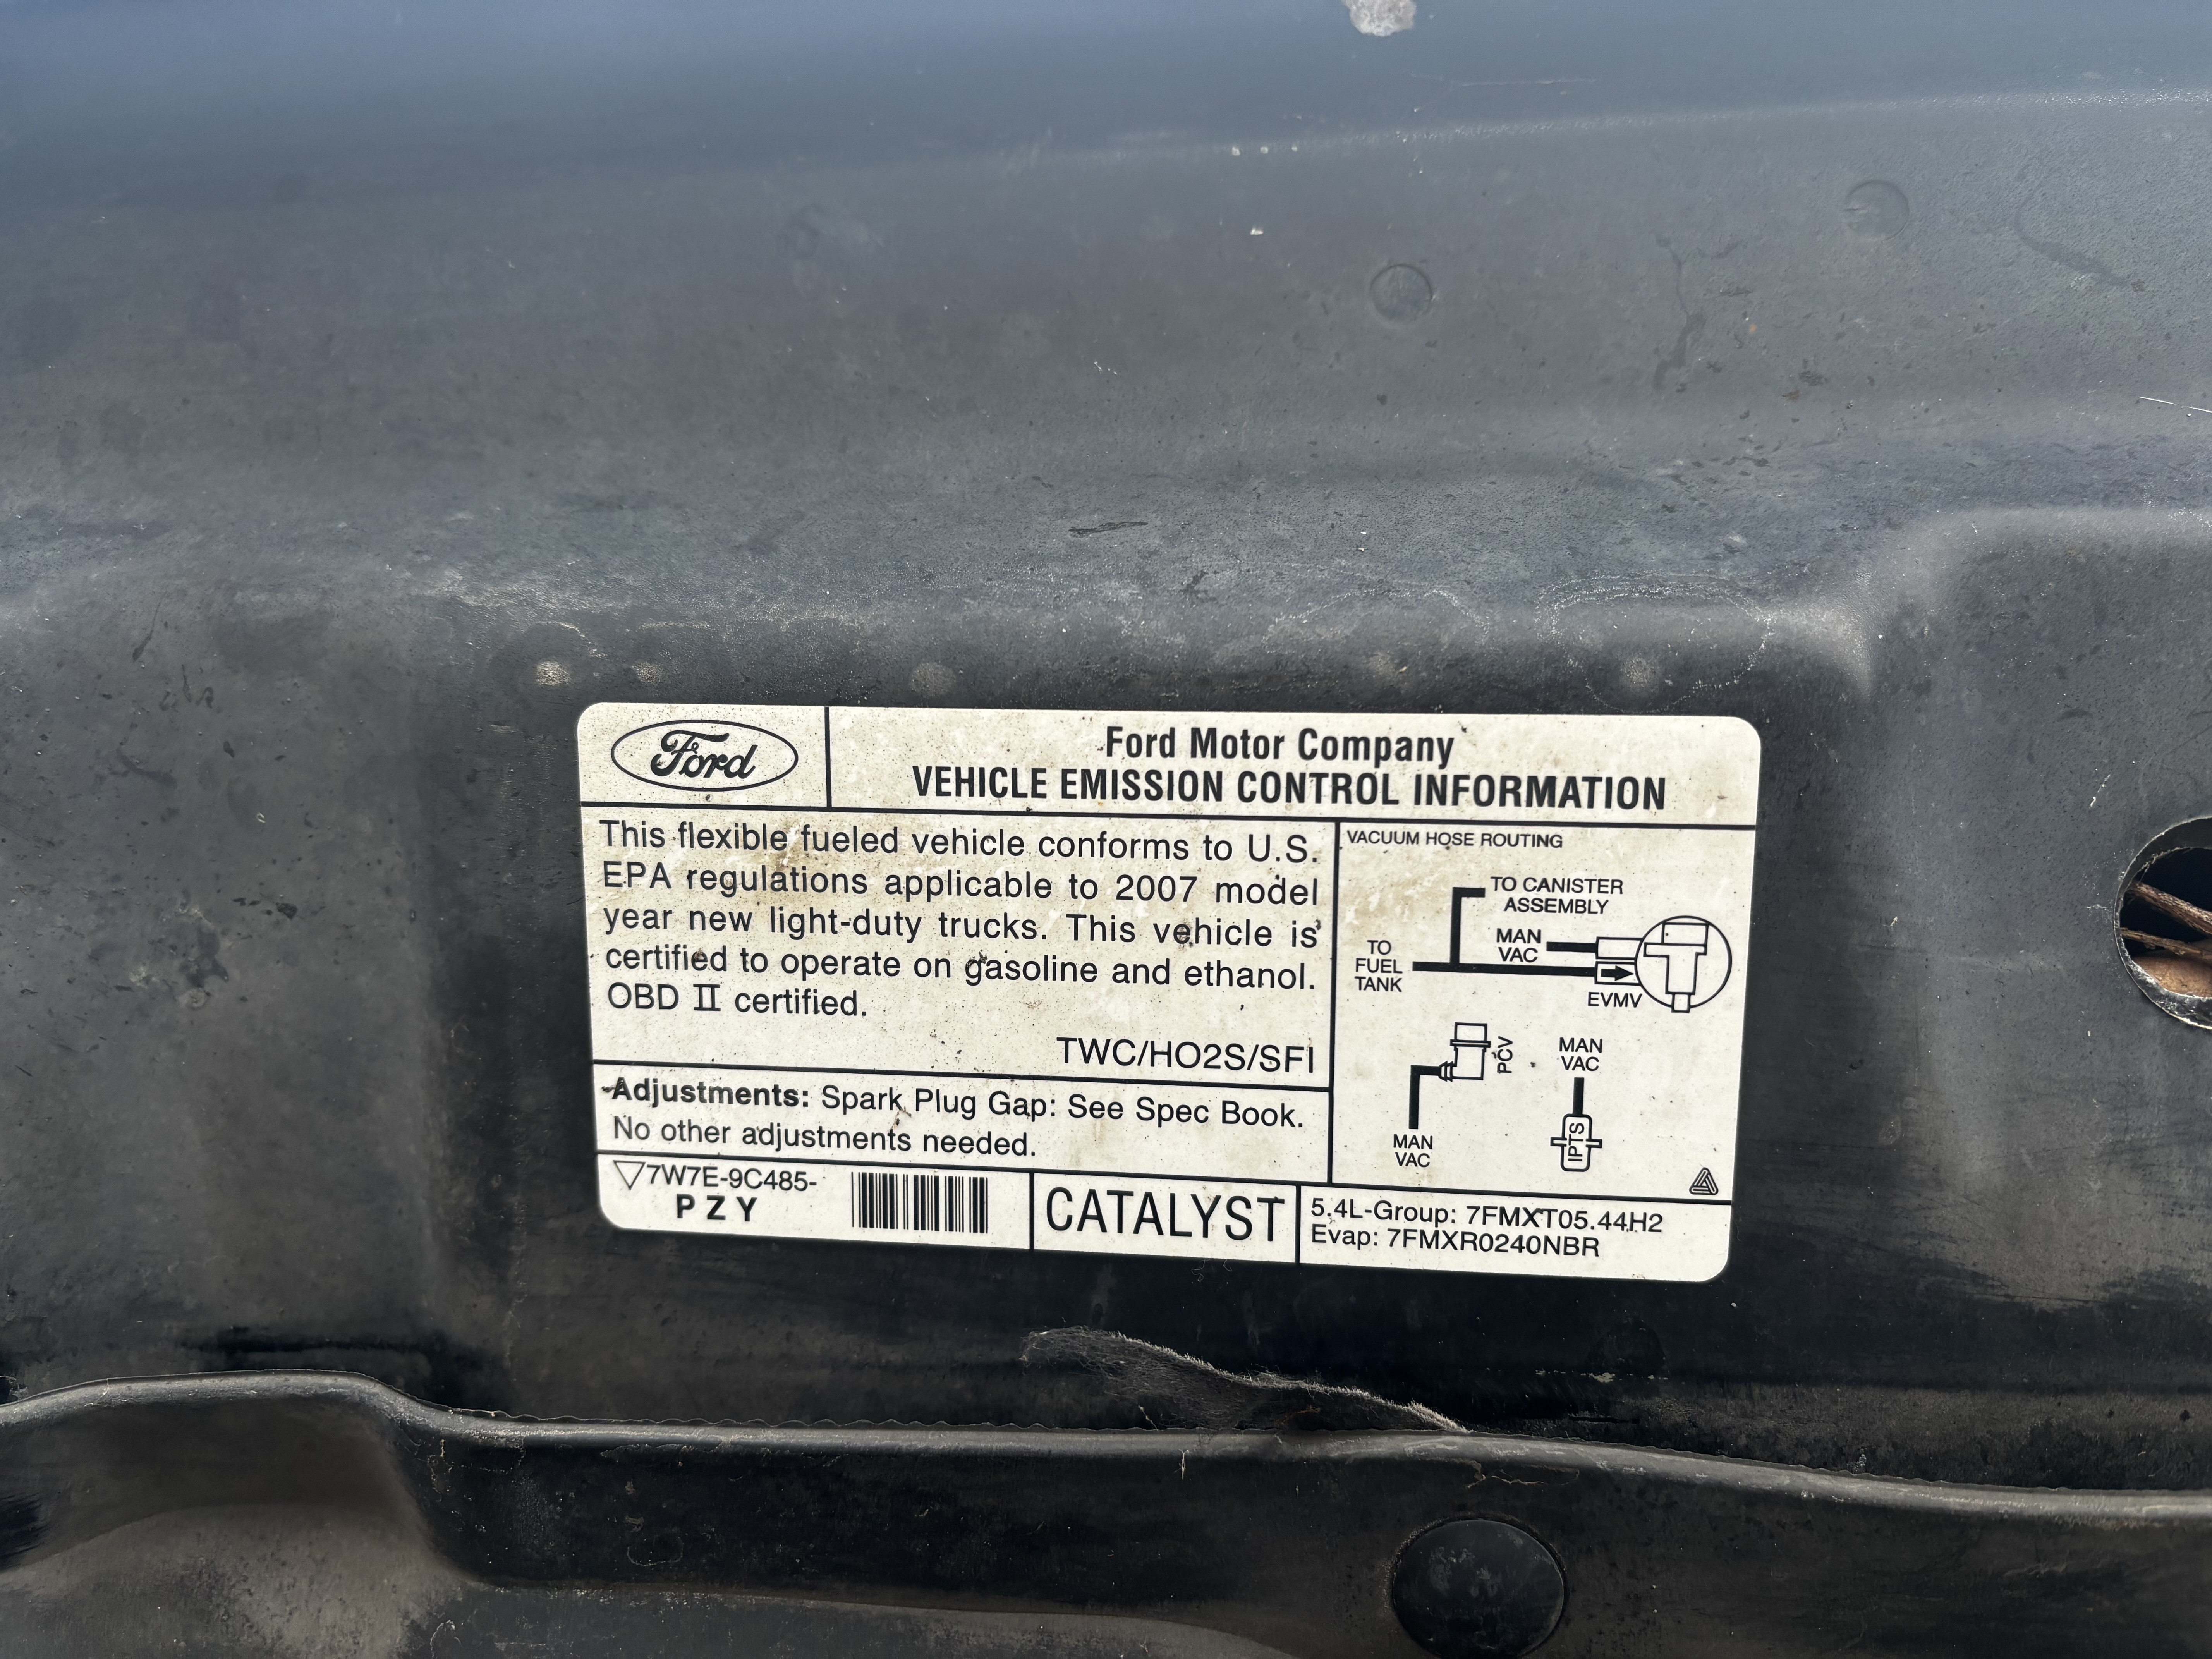 Ford
Ford Motor Company
VEHICLE EMISSION CONTROL INFORMATION
This flexible fueled vehicle conforms to U.S.
EPA regulations applicable to 2007 model
year new light-duty trucks. This vehicle is
certified to operate on gasoline and ethanol.
OBD II certified.
TWC/HO2S/SFI
Adjustments: Spark Plug Gap: See Spec Book.
No other adjustments needed.
7W7E-9C485-
PZY
CATALYST
VACUUM HOSE ROUTING
TO CANISTER
ASSEMBLY
MAN
VAC
TO
FUEL
TANK
EVMV
PCV
MAN
VAC
MAN
VAC
IPTS
5.4L-Group: 7FMXT05.44H2
Evap: 7FMXR0240NBR